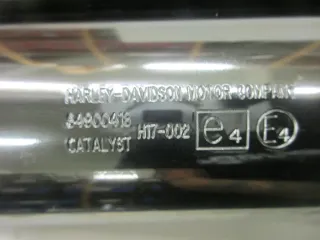 HARLEY-DAVIDSON MOTOR COMPANY
64900418 H17-002 e4 E4
CATALYST